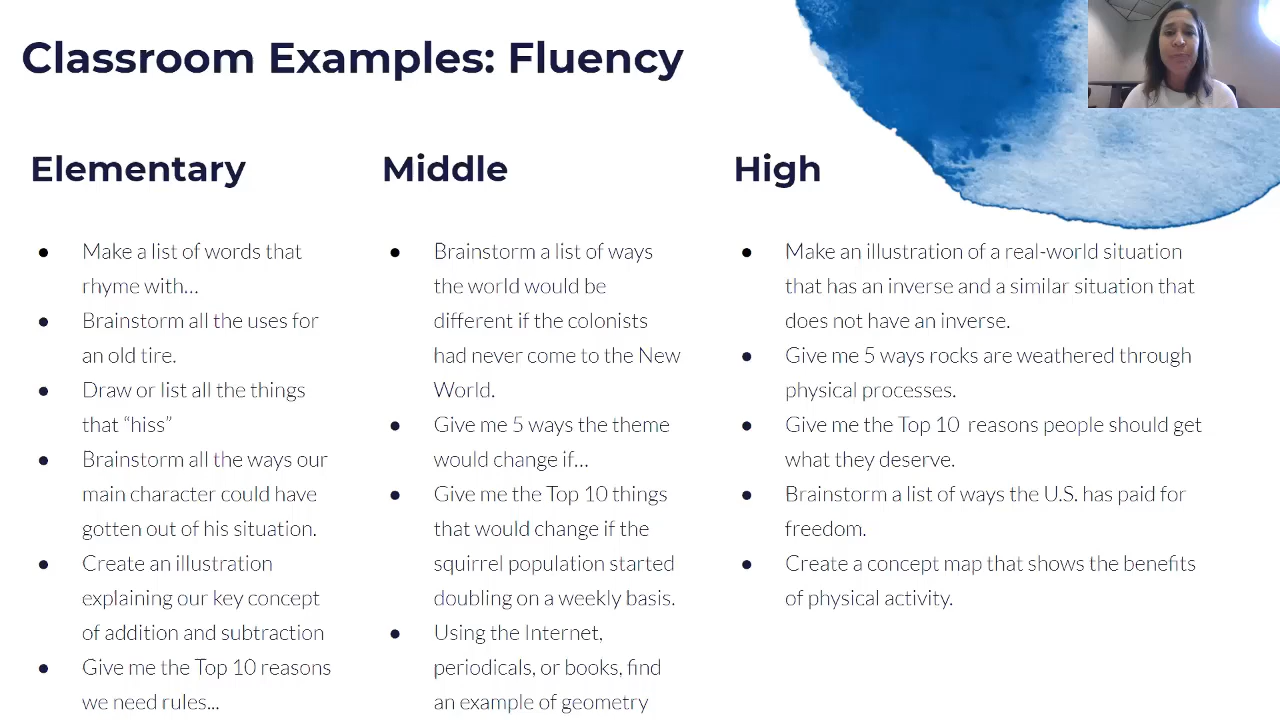 Classroom Examples: Fluency
Elementary
Make a list of words that
rhyme with...
Brainstorm all the uses for
an old tire.
Draw or list all the things
that “hiss”
Brainstorm all the ways our
main character could have
gotten out of his situation.
Create an illustration
explaining our key concept
of addition and subtraction
Give me the Top 10 reasons
we need rules...
Middle
Brainstorm a list of ways
the world would be
different if the colonists
had never come to the New
World.
Give me 5 ways the theme
would change if...
Give me the Top 10 things
that would change if the
squirrel population started
doubling on a weekly basis.
Using the Internet,
periodicals, or books, find
an example of geometry
High
Make an illustration of a real-world situation
that has an inverse and a similar situation that
does not have an inverse.
Give me 5 ways rocks are weathered through
physical processes.
Give me the Top 10  reasons people should get
what they deserve.
Brainstorm a list of ways the U.S. has paid for
freedom.
Create a concept map that shows the benefits
of physical activity.